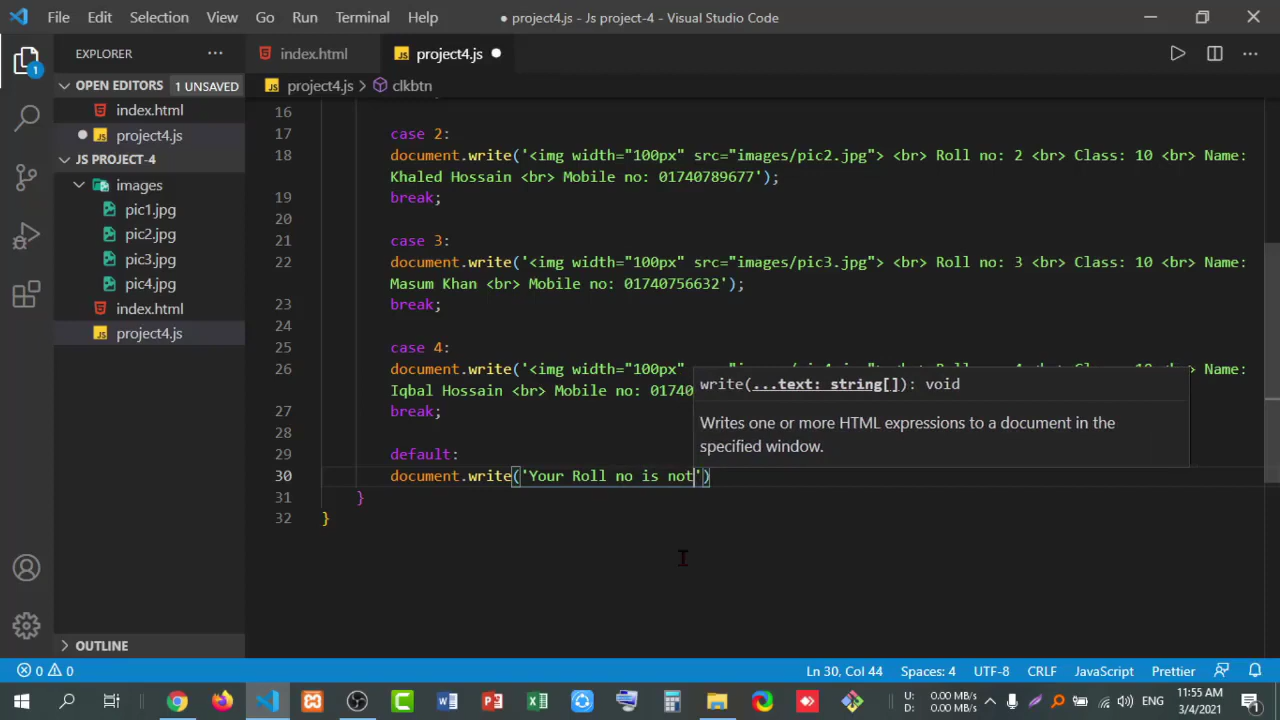 File Edit Selection View Go Run Terminal Help
● project4.js - Js project-4 - Visual Studio Code
EXPLORER
index.html
project4.js
OPEN EDITORS 1 UNSAVED
project4.js > clkbtn
index.html
project4.js
JS PROJECT-4
images
pic1.jpg
pic2.jpg
pic3.jpg
pic4.jpg
index.html
project4.js
OUTLINE
1
16
17 case 2:
18 document.write('<img width="100px" src="images/pic2.jpg"> <br> Roll no: 2 <br> Class: 10 <br> Name:
Khaled Hossain <br> Mobile no: 01740789677');
19 break;
20
21 case 3:
22 document.write('<img width="100px" src="images/pic3.jpg"> <br> Roll no: 3 <br> Class: 10 <br> Name:
Masum Khan <br> Mobile no: 01740756632');
23 break;
24
25 case 4:
26 document.write('<img width="100px"
Iqbal Hossain <br> Mobile no: 01740
27 break;
28
29 default:
30 document.write('Your Roll no is not')
31 }
32 }
write(...text: string[]): void
Writes one or more HTML expressions to a document in the
specified window.
0 0
Ln 30, Col 44 Spaces: 4 UTF-8 CRLF JavaScript Prettier
U: 0.00 MB/s
D: 0.00 MB/s
ENG
11:55 AM
3/4/2021
1